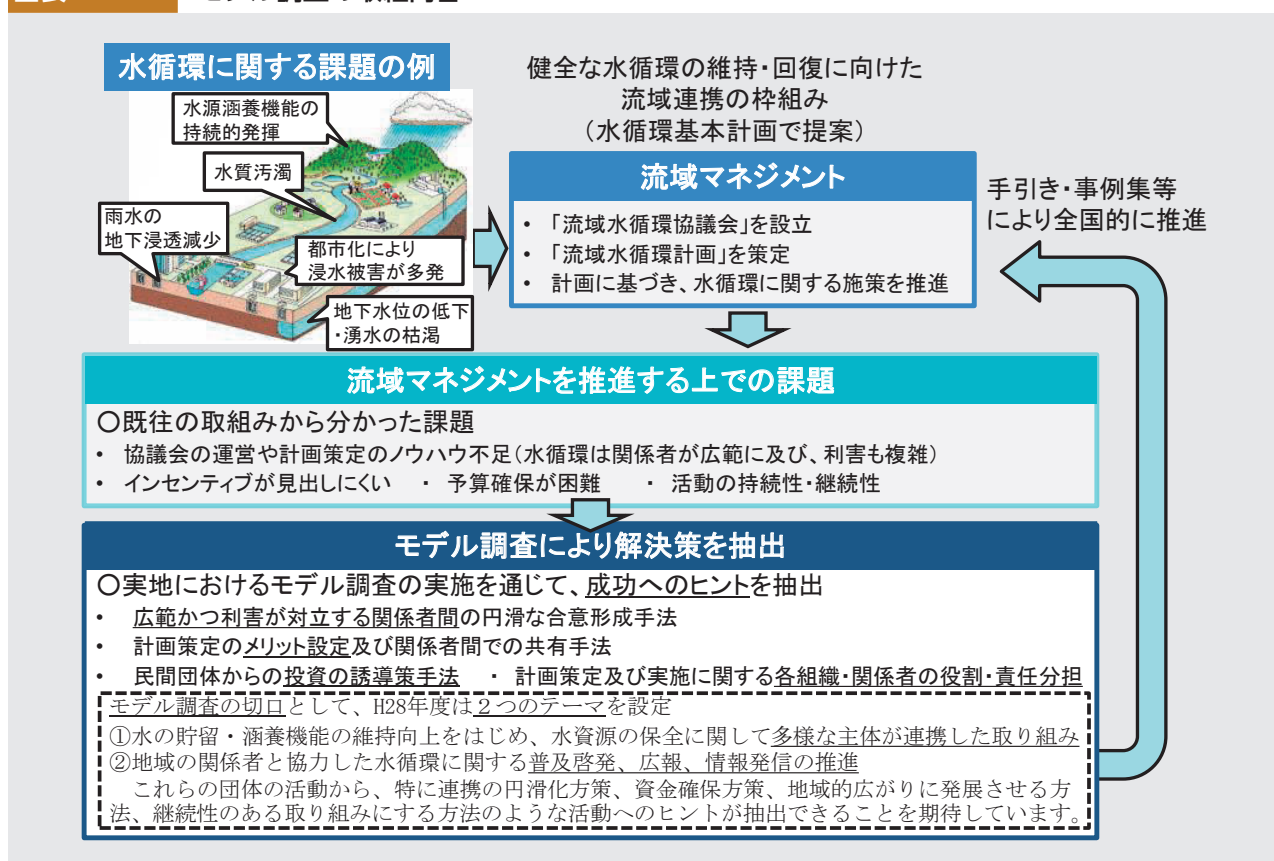 水循環に関する課題の例
水源涵養機能の
持続的発揮
水質汚濁
雨水の
地下浸透減少
都市化により
浸水被害が多発
地下水位の低下
・湧水の枯渇
健全な水循環の維持・回復に向けた
流域連携の枠組み
(水循環基本計画で提案)
流域マネジメント
・ 「流域水循環協議会」を設立
・ 「流域水循環計画」を策定
・ 計画に基づき、水循環に関する施策を推進
手引き・事例集等
により全国的に推進
流域マネジメントを推進する上での課題
〇既往の取組みから分かった課題
・ 協議会の運営や計画策定のノウハウ不足(水循環は関係者が広範に及び、利害も複雑)
・ インセンティブが見出しにくい ・ 予算確保が困難 ・ 活動の持続性・継続性
モデル調査により解決策を抽出
〇実地におけるモデル調査の実施を通じて、成功へのヒントを抽出
・ 広範かつ利害が対立する関係者間の円滑な合意形成手法
・ 計画策定のメリット設定及び関係者間での共有手法
・ 民間団体からの投資の誘導策手法 ・ 計画策定及び実施に関する各組織・関係者の役割・責任分担
モデル調査の切口として、H28年度は２つのテーマを設定
①水の貯留・涵養機能の維持向上をはじめ、水資源の保全に関して多様な主体が連携した取り組み
②地域の関係者と協力した水循環に関する普及啓発、広報、情報発信の推進
これらの団体の活動から、特に連携の円滑化方策、資金確保方策、地域的広がりに発展させる方
法、継続性のある取り組みにする方法のような活動へのヒントが抽出できることを期待しています。